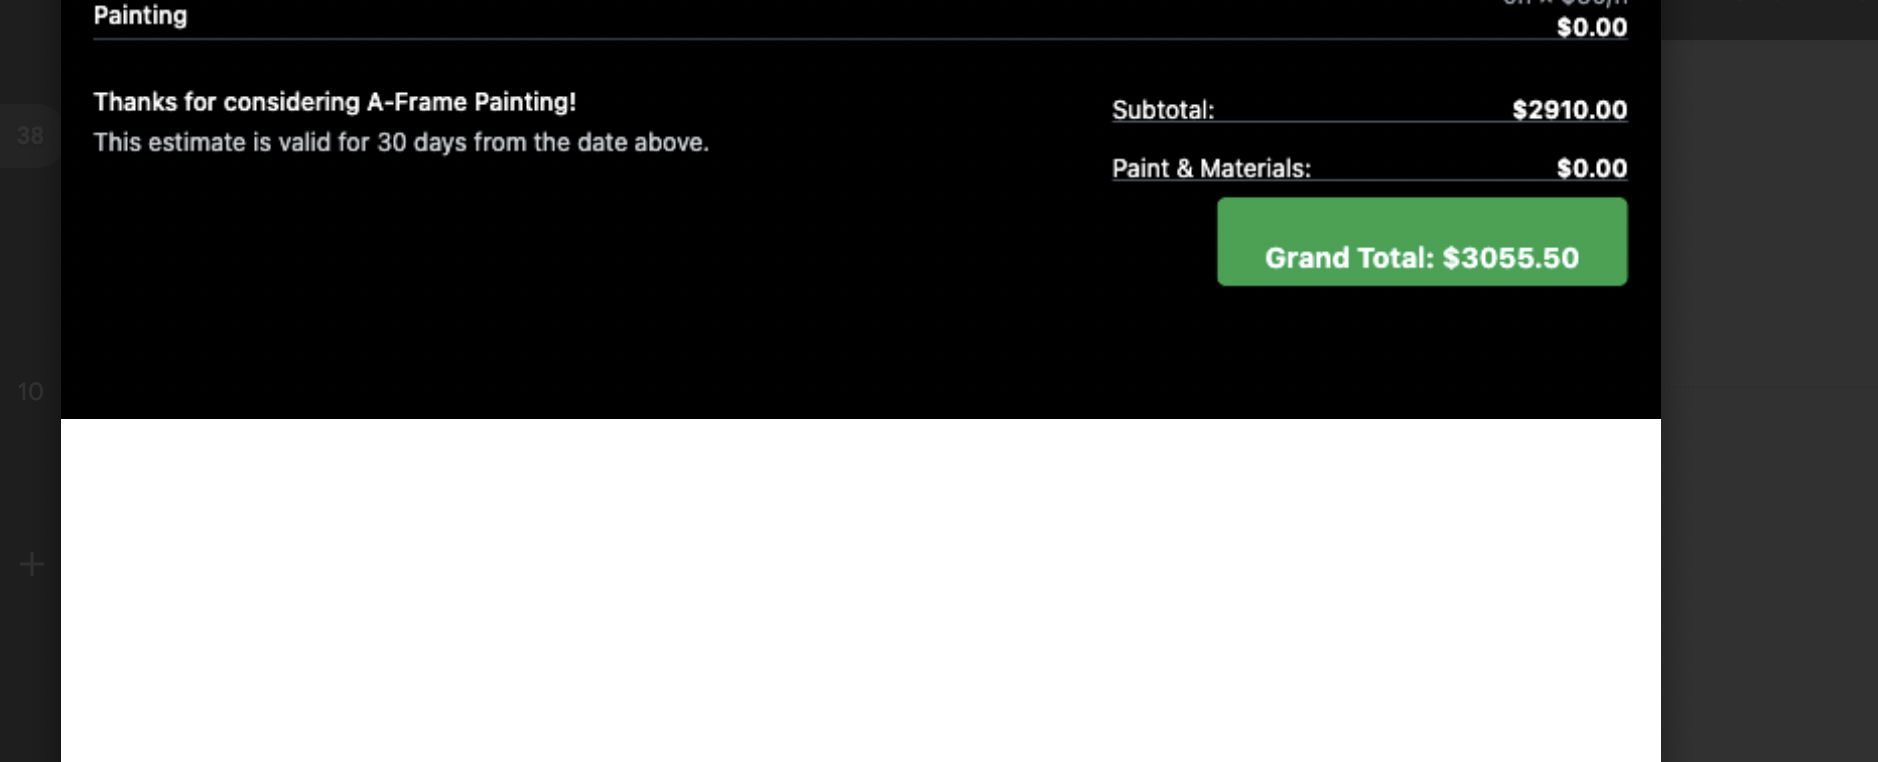 Painting
$0.00
Thanks for considering A-Frame Painting!
This estimate is valid for 30 days from the date above.
Subtotal: $2910.00
Paint & Materials: $0.00
Grand Total: $3055.50
38
10
+